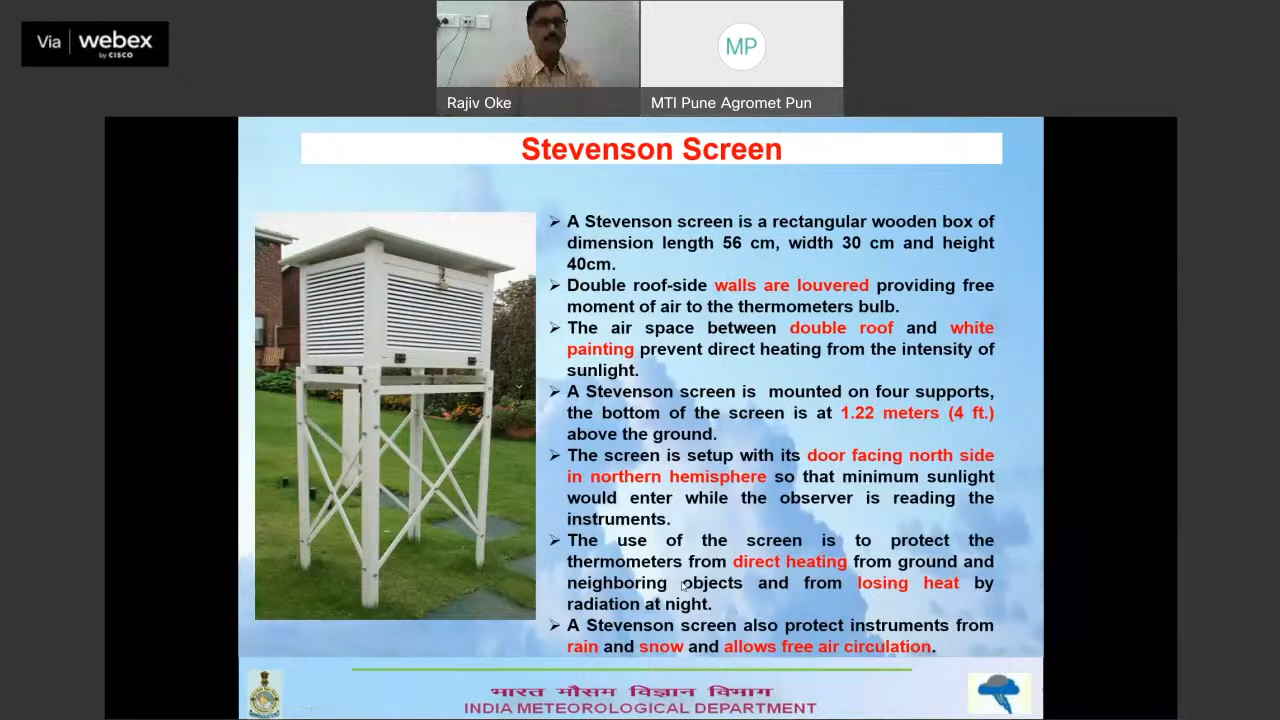 Via webex
by CISCO
MP
Rajiv Oke
MTI Pune Agromet Pun
Stevenson Screen
➢ A Stevenson screen is a rectangular wooden box of
dimension length 56 cm, width 30 cm and height
40cm.
➢ Double roof-side walls are louvered providing free
moment of air to the thermometers bulb.
➢ The air space between double roof and white
painting prevent direct heating from the intensity of
sunlight.
➢ A Stevenson screen is mounted on four supports,
the bottom of the screen is at 1.22 meters (4 ft.)
above the ground.
➢ The screen is setup with its door facing north side
in northern hemisphere so that minimum sunlight
would enter while the observer is reading the
instruments.
➢ The use of the screen is to protect the
thermometers from direct heating from ground and
neighboring objects and from losing heat by
radiation at night.
➢ A Stevenson screen also protect instruments from
rain and snow and allows free air circulation.
भारत मौसम विज्ञान विभाग
INDIA METEOROLOGICAL DEPARTMENT